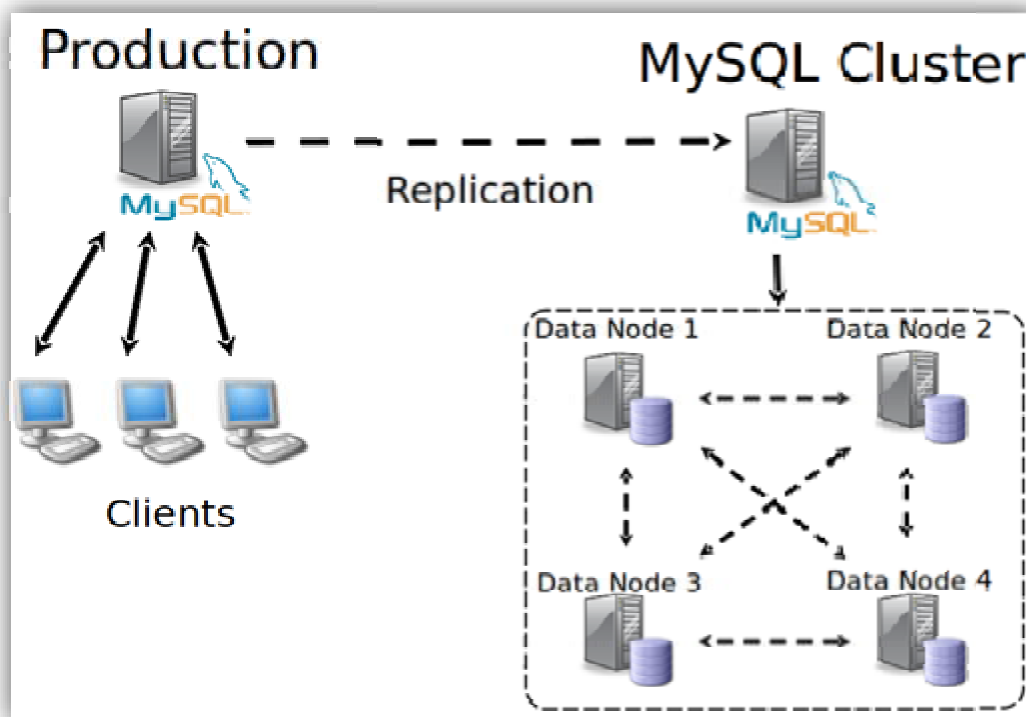 Production
MySQL Cluster
MySQL
Replication
MySQL
Data Node 1
Data Node 2
Clients
Data Node 3
Data Node 4